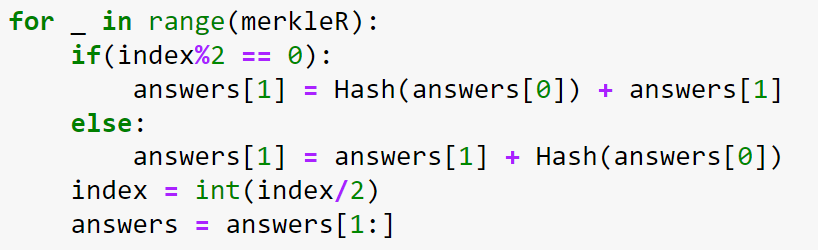 for _ in range(merkleR):
    if(index%2 == 0):
        answers[1] = Hash(answers[0]) + answers[1]
    else:
        answers[1] = answers[1] + Hash(answers[0])
    index = int(index/2)
    answers = answers[1:]